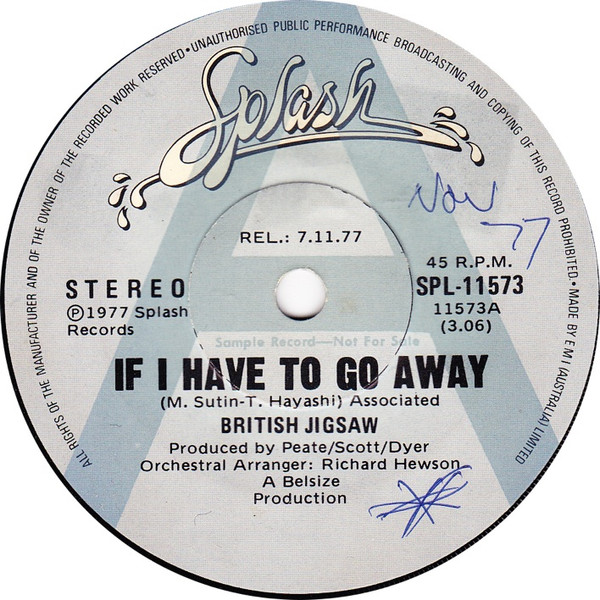 ALL RIGHTS OF THE MANUFACTURER AND OF THE OWNER OF THE RECORDED WORK RESERVED • UNAUTHORISED PUBLIC PERFORMANCE BROADCASTING AND COPYING OF THIS RECORD PROHIBITED • MADE BY EMI (AUSTRALIA) LIMITED
Splash
A
Nov
77
REL.: 7.11.77
STEREO
℗ 1977 Splash
Records
45 R.P.M.
SPL-11573
11573A
(3.06)
Sample Record—Not For Sale
IF I HAVE TO GO AWAY
(M. Sutin-T. Hayashi) Associated
BRITISH JIGSAW
Produced by Peate/Scott/Dyer
Orchestral Arranger: Richard Hewson
A Belsize
Production